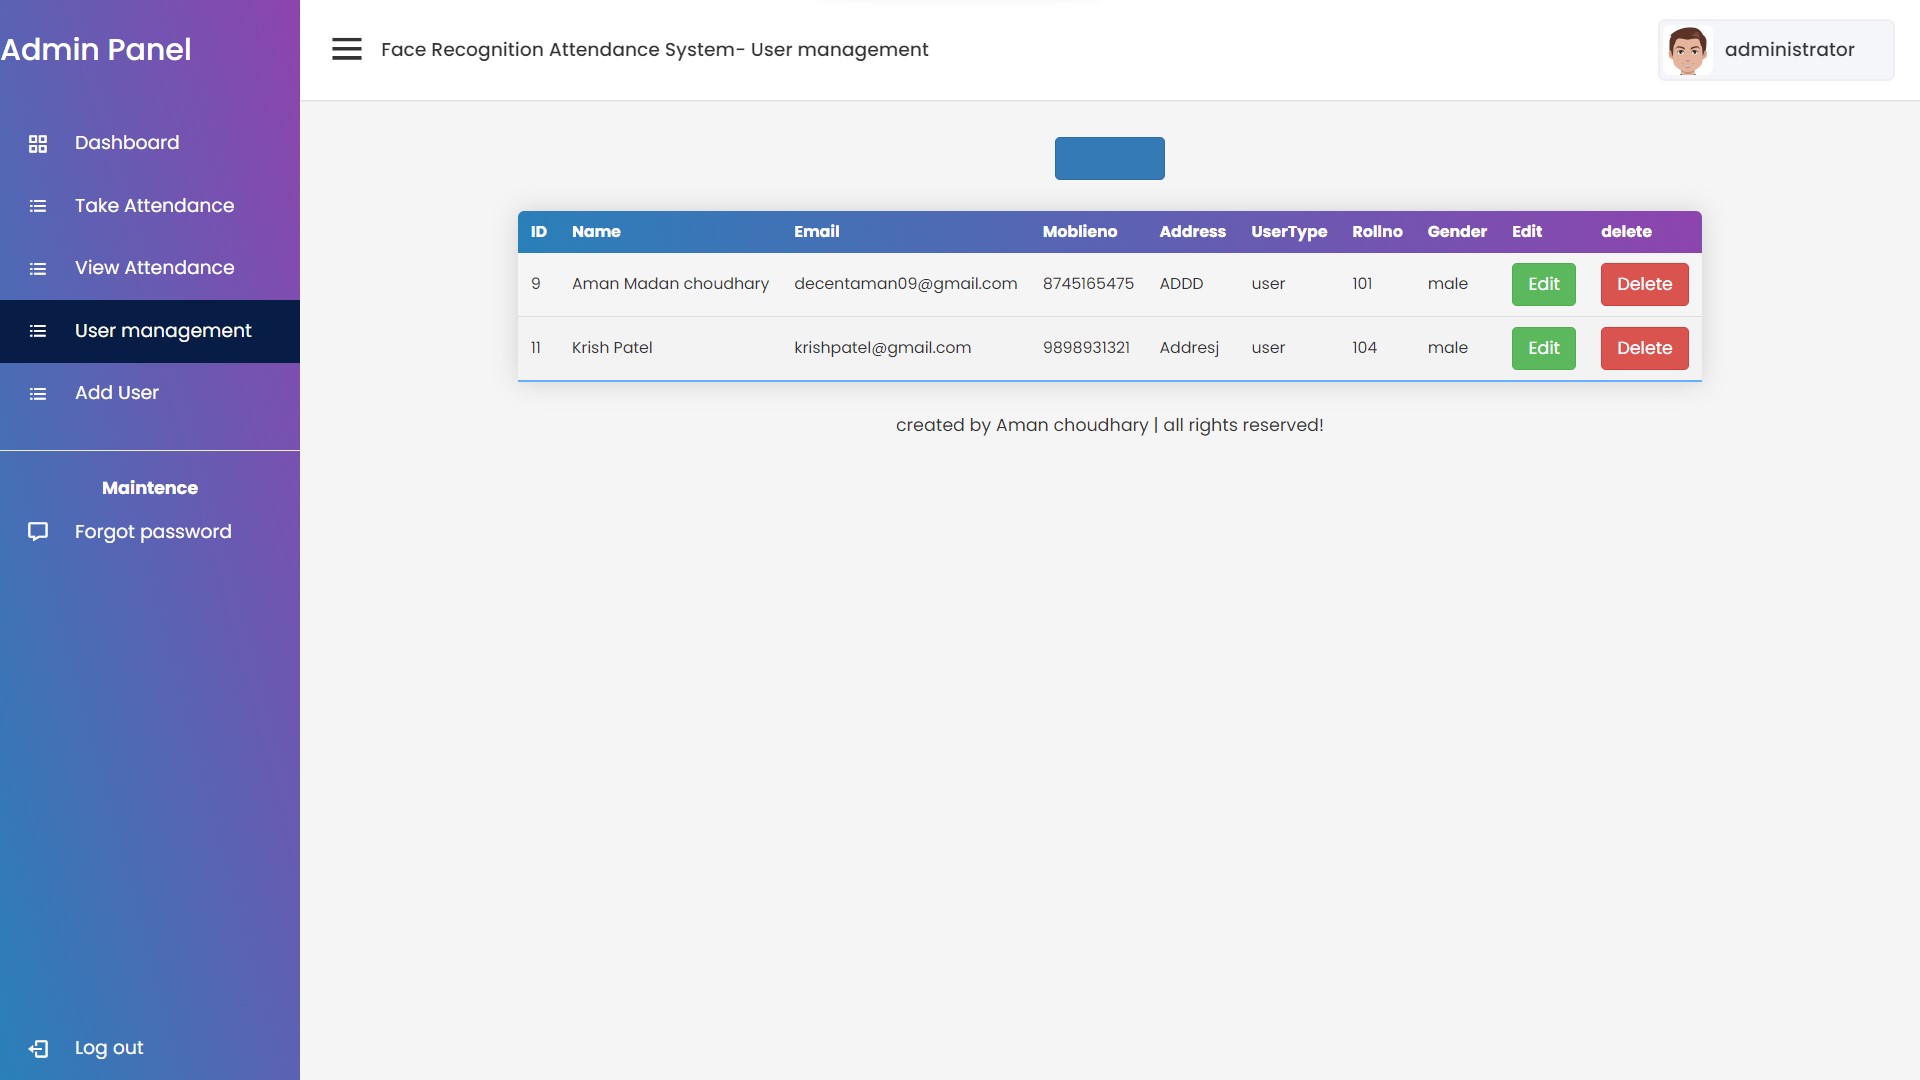 Admin Panel
Face Recognition Attendance System- User management
administrator
Dashboard
Take Attendance
View Attendance
User management
Add User
Maintence
Forgot password
Log out
ID Name Email Moblieno Address UserType Rollno Gender Edit delete
9 Aman Madan choudhary decentaman09@gmail.com 8745165475 ADDD user 101 male Edit Delete
11 Krish Patel krishpatel@gmail.com 9898931321 Addresj user 104 male Edit Delete
created by Aman choudhary | all rights reserved!